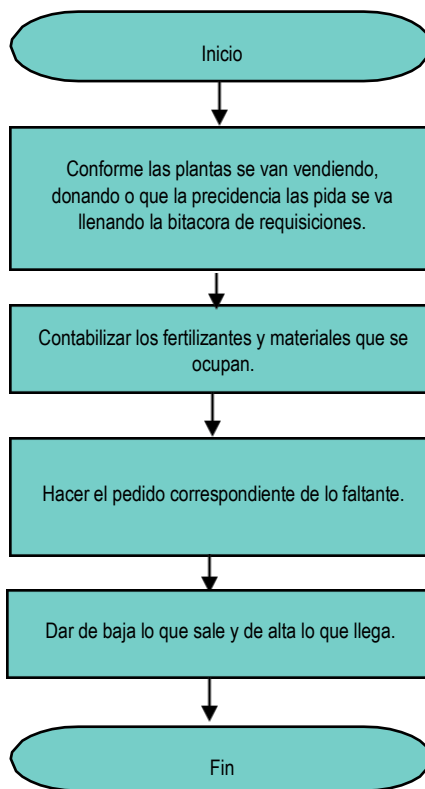 Inicio
Conforme las plantas se van vendiendo,
donando o que la precidencia las pida se va
llenando la bitacora de requisiciones.
Contabilizar los fertilizantes y materiales que se
ocupan.
Hacer el pedido correspondiente de lo faltante.
Dar de baja lo que sale y de alta lo que llega.
Fin